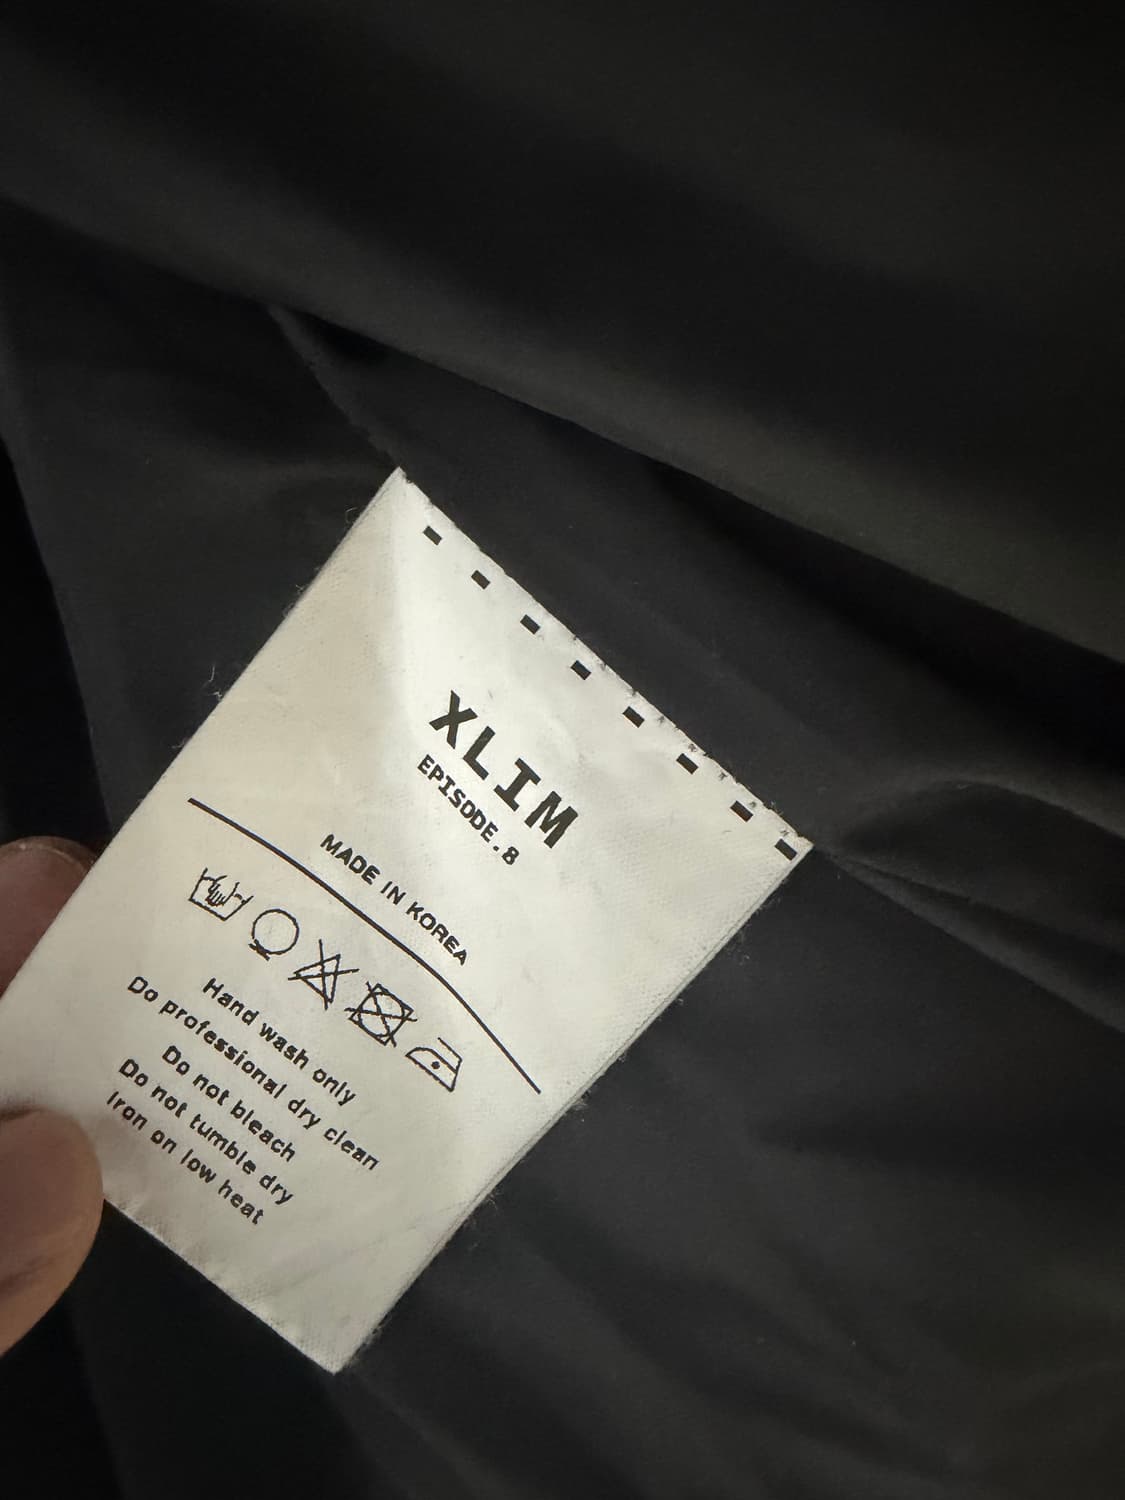 XLIM
EPISODE.8
MADE IN KOREA
Hand wash only
Do professional dry clean
Do not bleach
Do not tumble dry
Iron on low heat